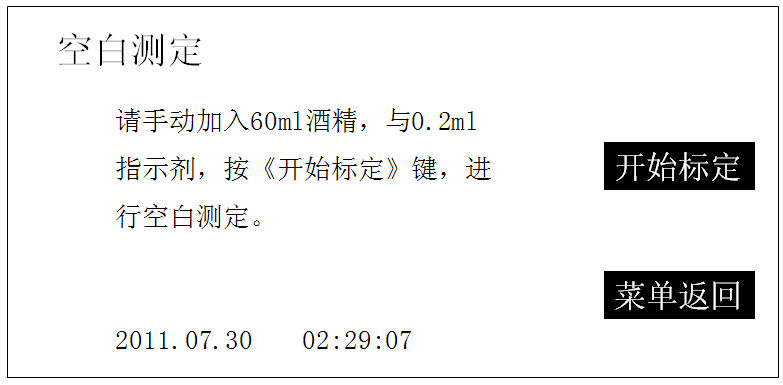 空白测定
请手动加入60ml酒精，与0.2ml
指示剂，按《开始标定》键，进
行空白测定。
开始标定
菜单返回
2011.07.30 02:29:07